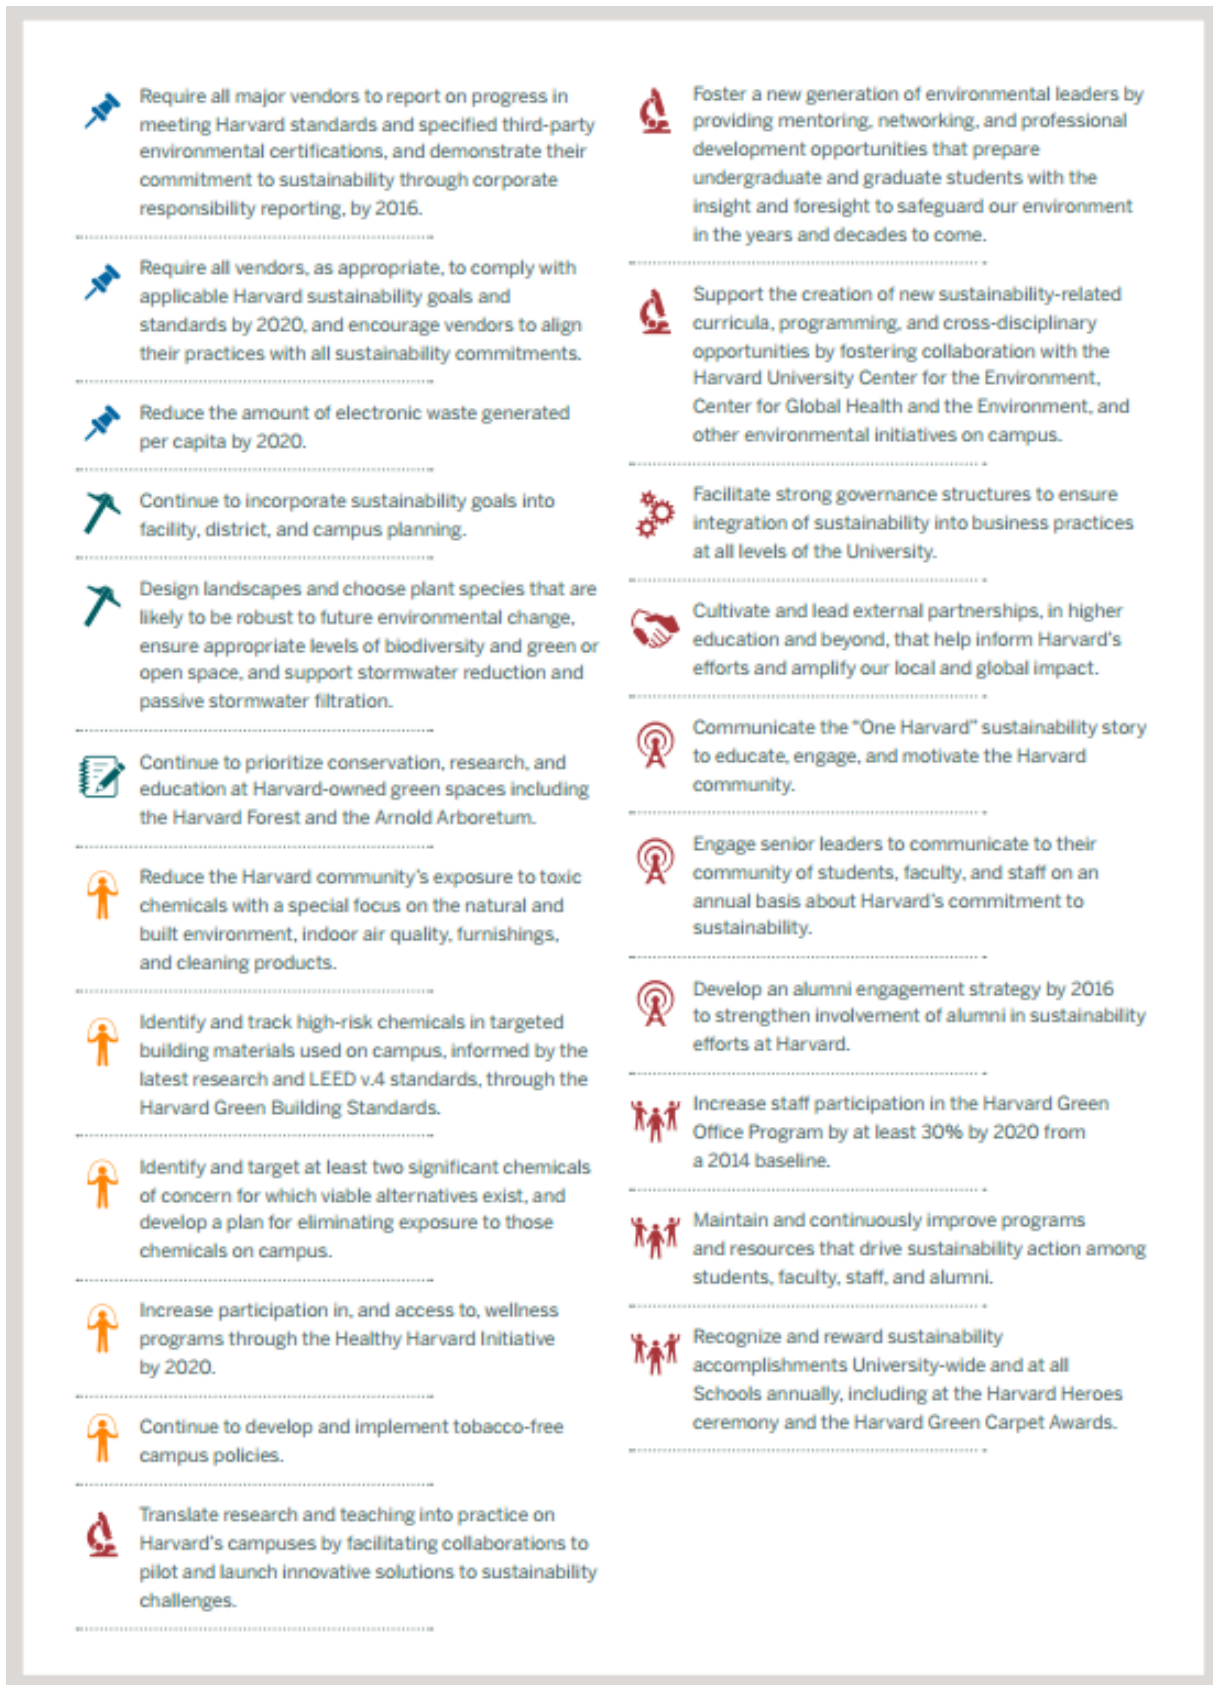 Require all major vendors to report on progress in
meeting Harvard standards and specified third-party
environmental certifications, and demonstrate their
commitment to sustainability through corporate
responsibility reporting, by 2016.
Require all vendors, as appropriate, to comply with
applicable Harvard sustainability goals and
standards by 2020, and encourage vendors to align
their practices with all sustainability commitments.
Reduce the amount of electronic waste generated
per capita by 2020.
Continue to incorporate sustainability goals into
facility, district, and campus planning.
Design landscapes and choose plant species that are
likely to be robust to future environmental change,
ensure appropriate levels of biodiversity and green or
open space, and support stormwater reduction and
passive stormwater filtration.
Continue to prioritize conservation, research, and
education at Harvard-owned green spaces including
the Harvard Forest and the Arnold Arboretum.
Reduce the Harvard community's exposure to toxic
chemicals with a special focus on the natural and
built environment, indoor air quality, furnishings,
and cleaning products.
Identify and track high-risk chemicals in targeted
building materials used on campus, informed by the
latest research and LEED v.4 standards, through the
Harvard Green Building Standards.
Identify and target at least two significant chemicals
of concern for which viable alternatives exist, and
develop a plan for eliminating exposure to those
chemicals on campus.
Increase participation in, and access to, wellness
programs through the Healthy Harvard Initiative
by 2020.
Continue to develop and implement tobacco-free
campus policies.
Translate research and teaching into practice on
Harvard's campuses by facilitating collaborations to
pilot and launch innovative solutions to sustainability
challenges.
Foster a new generation of environmental leaders by
providing mentoring, networking, and professional
development opportunities that prepare
undergraduate and graduate students with the
insight and foresight to safeguard our environment
in the years and decades to come.
Support the creation of new sustainability-related
curricula, programming, and cross-disciplinary
opportunities by fostering collaboration with the
Harvard University Center for the Environment,
Center for Global Health and the Environment, and
other environmental initiatives on campus.
Facilitate strong governance structures to ensure
integration of sustainability into business practices
at all levels of the University.
Cultivate and lead external partnerships, in higher
education and beyond, that help inform Harvard's
efforts and amplify our local and global impact.
Communicate the "One Harvard" sustainability story
to educate, engage, and motivate the Harvard
community.
Engage senior leaders to communicate to their
community of students, faculty, and staff on an
annual basis about Harvard's commitment to
sustainability.
Develop an alumni engagement strategy by 2016
to strengthen involvement of alumni in sustainability
efforts at Harvard.
Increase staff participation in the Harvard Green
Office Program by at least 30% by 2020 from
a 2014 baseline.
Maintain and continuously improve programs
and resources that drive sustainability action among
students, faculty, staff, and alumni.
Recognize and reward sustainability
accomplishments University-wide and at all
Schools annually, including at the Harvard Heroes
ceremony and the Harvard Green Carpet Awards.